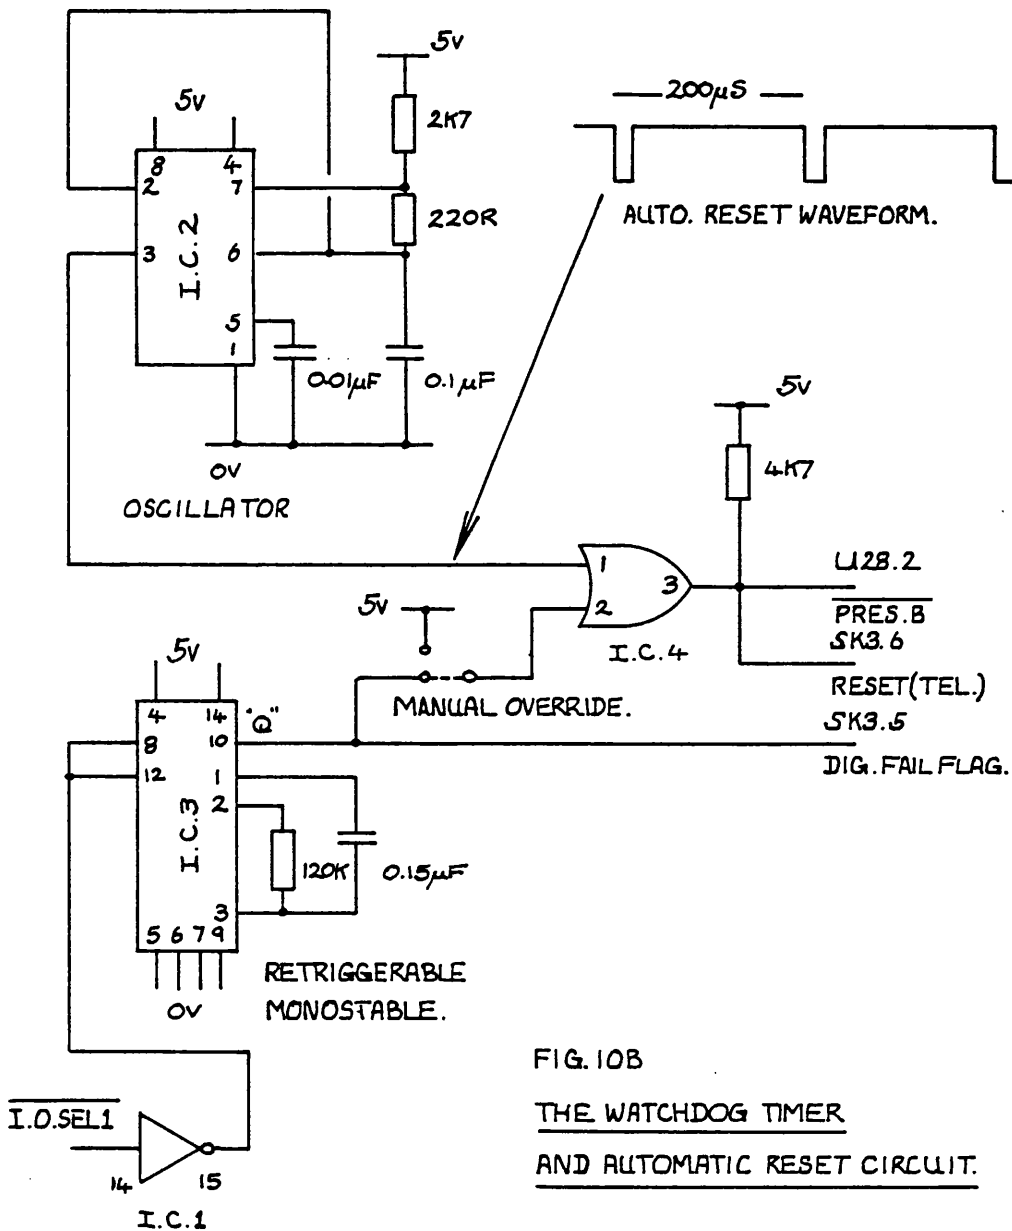 5V
200µS
5V
2K7
8
4
2
7
220R
AUTO. RESET WAVEFORM.
3
I.C.2
6
5
1
0.01µF
0.1µF
5V
0V
4K7
OSCILLATOR
1
3
U28.2
5V
2
PRES.B
I.C.4
SK3.6
5V
RESET(TEL.)
MANUAL OVERRIDE.
4
14
"Q"
SK3.5
8
10
DIG. FAIL FLAG.
12
1
I.C.3
2
120K
0.15µF
3
5 6 7 9
RETRIGGERABLE
0V
MONOSTABLE.
FIG. 10B
I.O.SEL1
THE WATCHDOG TIMER
AND AUTOMATIC RESET CIRCUIT.
14
15
I.C.1